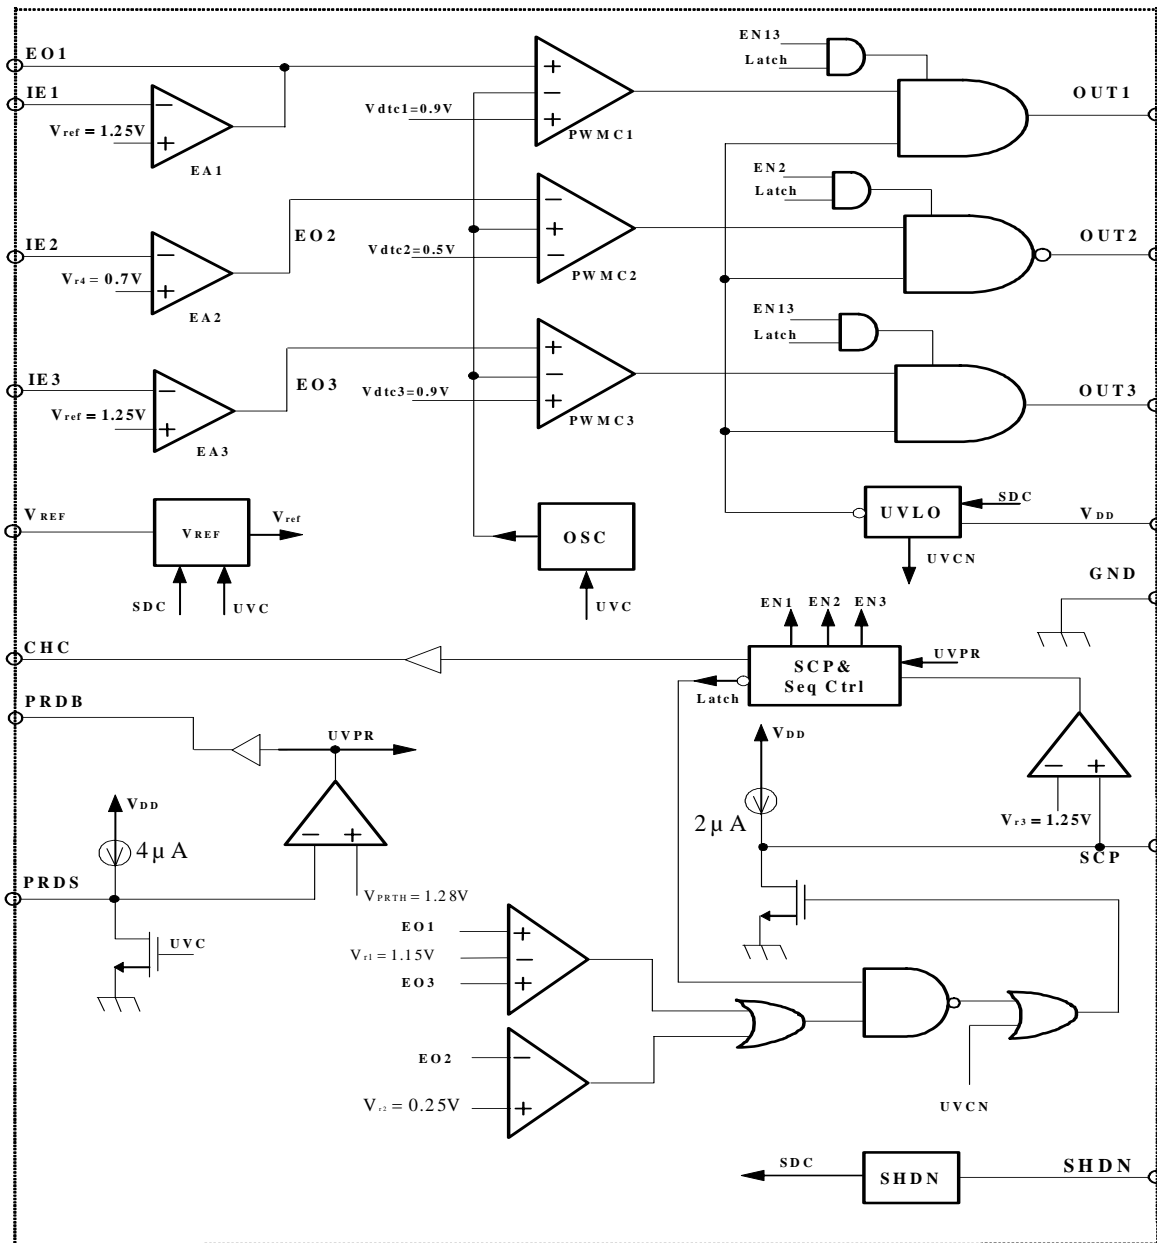 EO1
IE1
Vref = 1.25V
EA1
Vdtc1=0.9V
PWMC1
EN13
Latch
OUT1
IE2
Vr4 = 0.7V
EA2
EO2
Vdtc2=0.5V
PWMC2
EN2
Latch
OUT2
IE3
Vref = 1.25V
EA3
EO3
Vdtc3=0.9V
PWMC3
EN13
Latch
OUT3
VREF
VREF
Vref
SDC
UVC
OSC
UVC
UVLO
SDC
VDD
UVCN
GND
CHC
EN1
EN2
EN3
SCP&
Seq Ctrl
UVPR
Latch
PRDB
UVPR
VDD
4µA
PRDS
VPRTH = 1.28V
UVC
VDD
2µA
Vr3 = 1.25V
SCP
EO1
Vr1 = 1.15V
EO3
EO2
Vr2 = 0.25V
UVCN
SDC
SHDN
SHDN
+
−
+
−
+
−
+
−
+
−
+
−
+
−
+
−
+
−
+
−
+
−
+
−
+
−
+